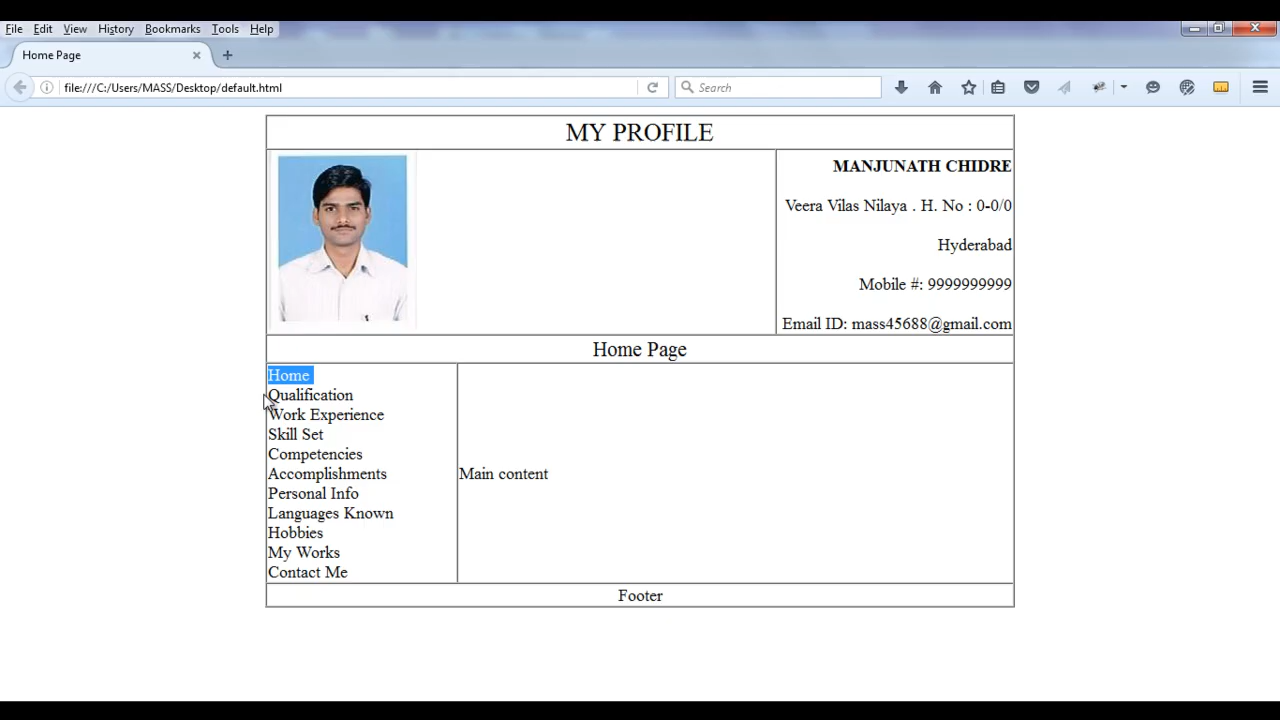 File Edit View History Bookmarks Tools Help
Home Page
file:///C:/Users/MASS/Desktop/default.html
Search
MY PROFILE
MANJUNATH CHIDRE
Veera Vilas Nilaya . H. No : 0-0/0
Hyderabad
Mobile #: 9999999999
Email ID: mass45688@gmail.com
Home Page
Home
Qualification
Work Experience
Skill Set
Competencies
Accomplishments
Personal Info
Languages Known
Hobbies
My Works
Contact Me
Main content
Footer